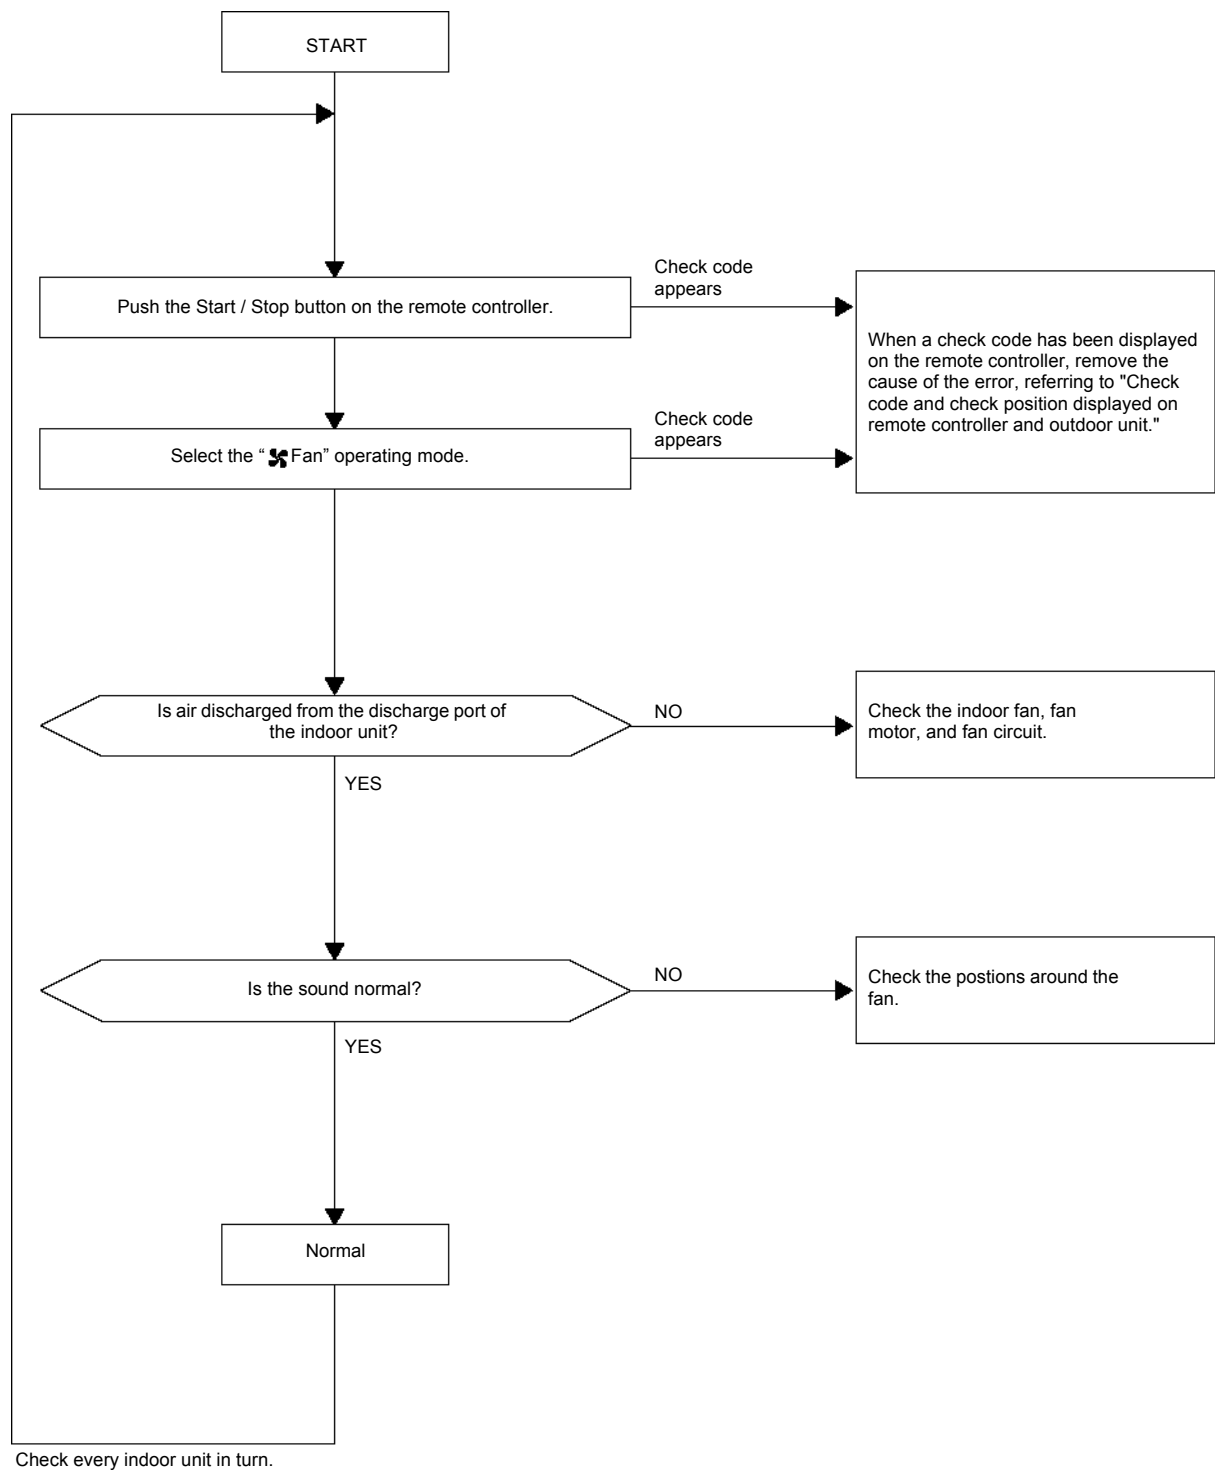 START
Push the Start / Stop button on the remote controller.
Check code
appears
When a check code has been displayed
on the remote controller, remove the
cause of the error, referring to "Check
code and check position displayed on
remote controller and outdoor unit."
Select the “ Fan” operating mode.
Check code
appears
Is air discharged from the discharge port of
the indoor unit?
NO
Check the indoor fan, fan
motor, and fan circuit.
YES
Is the sound normal?
NO
Check the postions around the
fan.
YES
Normal
Check every indoor unit in turn.